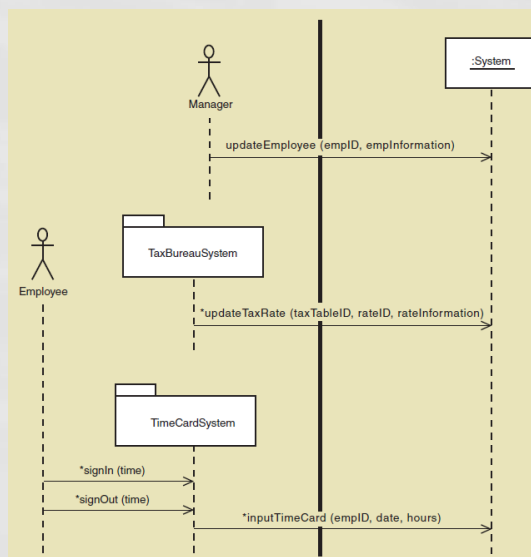 :System
Manager
updateEmployee (empID, empInformation)
TaxBureauSystem
Employee
*updateTaxRate (taxTableID, rateID, rateInformation)
TimeCardSystem
*signIn (time)
*signOut (time)
*inputTimeCard (empID, date, hours)